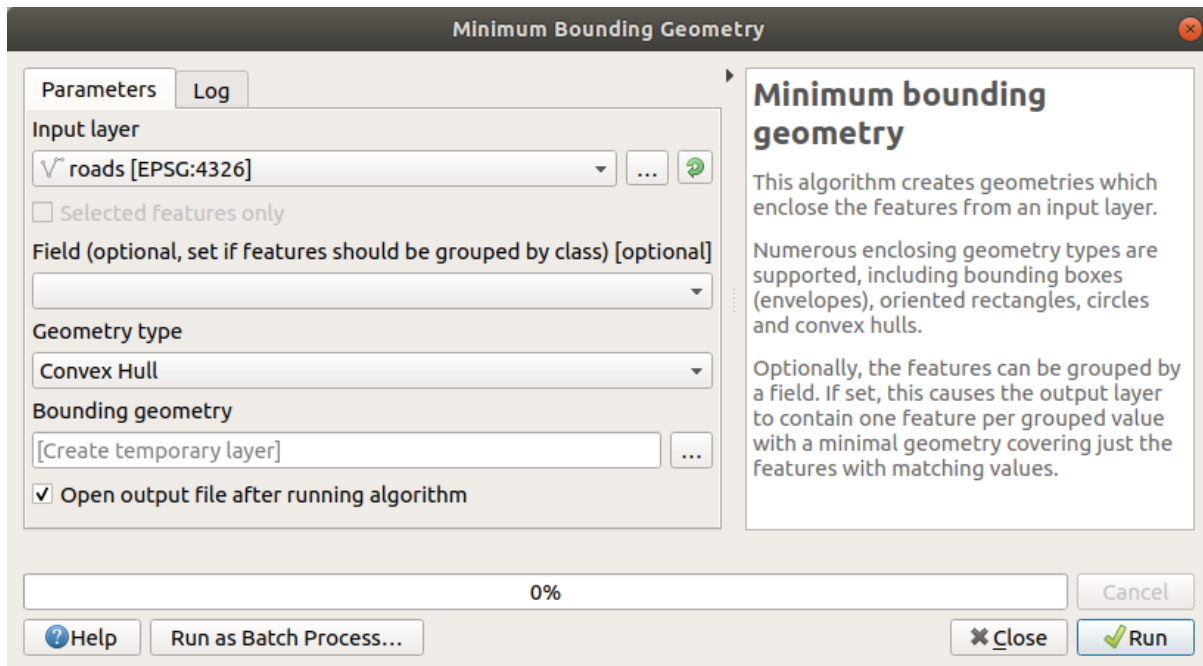 Minimum Bounding Geometry
Parameters
Log
Input layer
roads [EPSG:4326]
...
Selected features only
Field (optional, set if features should be grouped by class) [optional]
Geometry type
Convex Hull
Bounding geometry
[Create temporary layer]
...
Open output file after running algorithm
Minimum bounding
geometry
This algorithm creates geometries which
enclose the features from an input layer.
Numerous enclosing geometry types are
supported, including bounding boxes
(envelopes), oriented rectangles, circles
and convex hulls.
Optionally, the features can be grouped by
a field. If set, this causes the output layer
to contain one feature per grouped value
with a minimal geometry covering just the
features with matching values.
0%
Cancel
Help
Run as Batch Process...
Close
Run